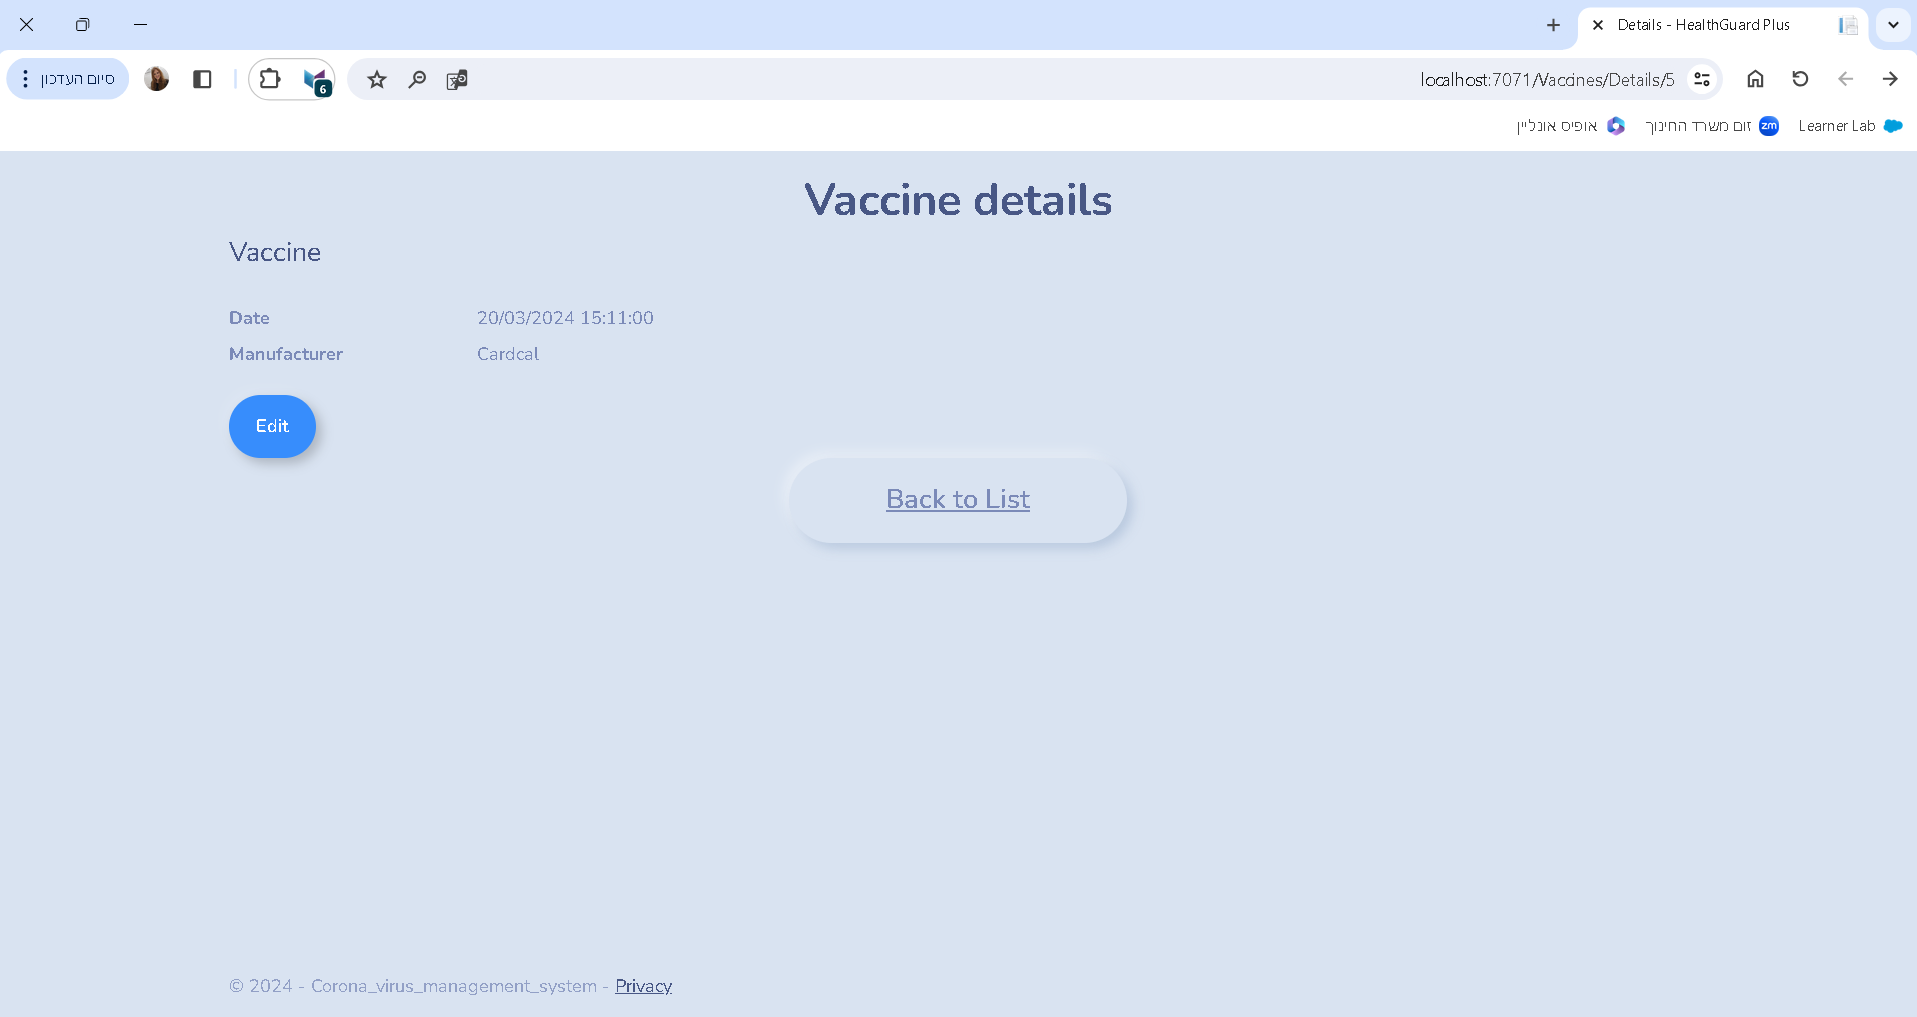 Details - HealthGuard Plus
סיום העדכון
6
localhost:7071/Vaccines/Details/5
אופיס אונליין
זום משרד החינוך
zm
Learner Lab
Vaccine details
Vaccine
Date 20/03/2024 15:11:00
Manufacturer Cardcal
Edit
Back to List
© 2024 - Corona_virus_management_system - Privacy